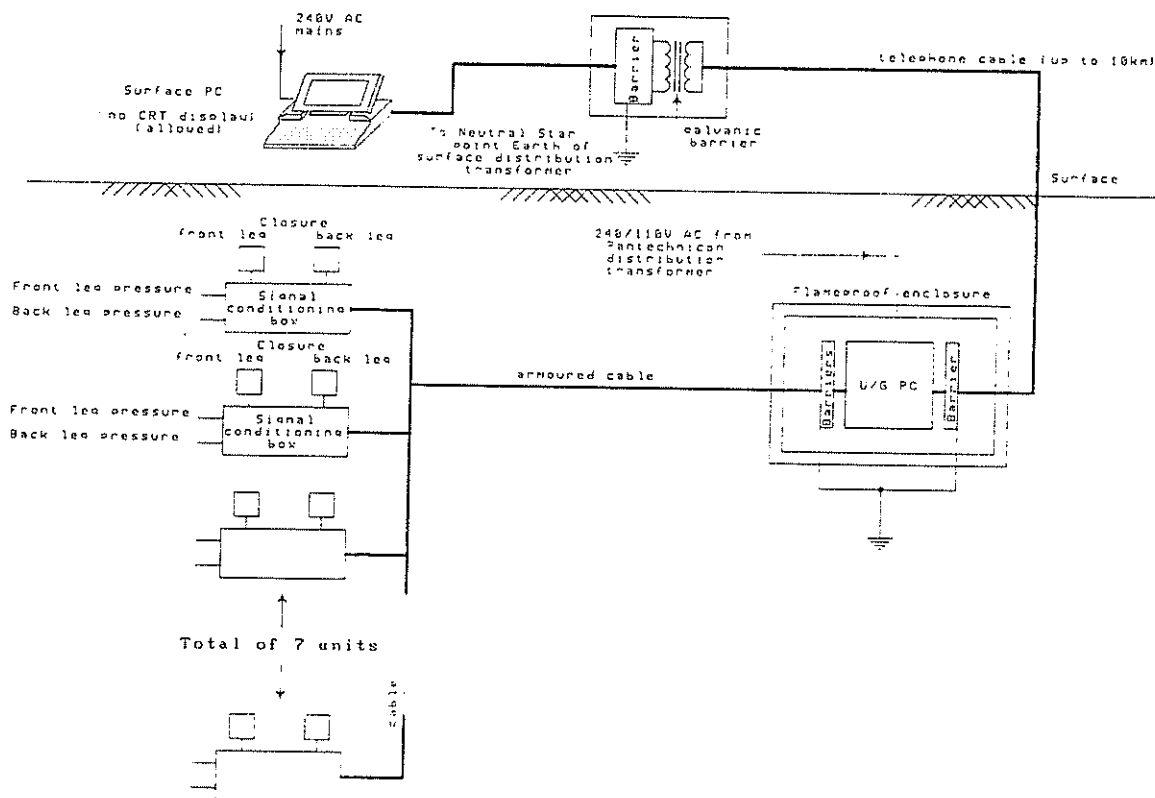 240V AC
mains
Surface PC
(no CRT display)
(allowed)
Barrier
galvanic
barrier
telephone cable (up to 10km)
To Neutral Star
point Earth of
surface distribution
transformer
Surface
Closure
front leg back leg
Front leg pressure
Back leg pressure
Signal
conditioning
box
240/110V AC from
Pantechnicon
distribution
transformer
Flameproof enclosure
Barriers
U/G PC
Barrier
armoured cable
Closure
front leg back leg
Front leg pressure
Back leg pressure
Signal
conditioning
box
Total of 7 units
cable